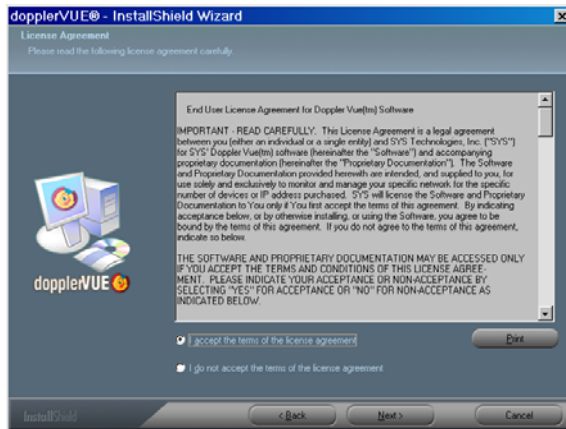 dopplerVUE® - InstallShield Wizard
License Agreement
Please read the following license agreement carefully.
End User License Agreement for Doppler Vue(tm) Software
IMPORTANT - READ CAREFULLY. This License Agreement is a legal agreement
between you (either an individual or a single entity) and SYS Technologies, Inc. ("SYS")
for SYS' Doppler Vue(tm) software (hereinafter the "Software") and accompanying
proprietary documentation (hereinafter the "Proprietary Documentation"). The Software
and Proprietary Documentation provided herewith are intended, and supplied to you, for
use solely and exclusively to monitor and manage your specific network for the specific
number of devices or IP address purchased. SYS will license the Software and Proprietary
Documentation to You only if You first accept the terms of this agreement. By indicating
acceptance below, or by otherwise installing, or using the Software, you agree to be
bound by the terms of this agreement. If you do not agree to the terms of this agreement,
indicate so below.
THE SOFTWARE AND PROPRIETARY DOCUMENTATION MAY BE ACCESSED ONLY
IF YOU ACCEPT THE TERMS AND CONDITIONS OF THIS LICENSE AGREE-
MENT. PLEASE INDICATE YOUR ACCEPTANCE OR NON-ACCEPTANCE BY
SELECTING "YES" FOR ACCEPTANCE OR "NO" FOR NON-ACCEPTANCE AS
INDICATED BELOW.
dopplerVUE
I accept the terms of the license agreement
Print
I do not accept the terms of the license agreement
InstallShield
< Back
Next >
Cancel